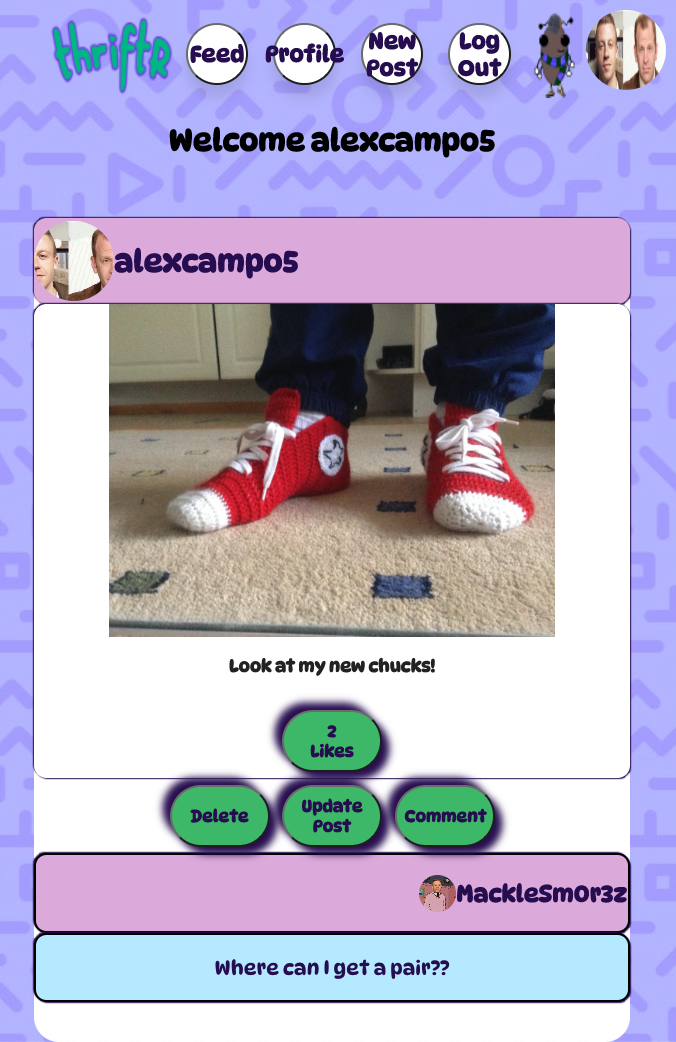 thriftR
Feed
Profile
New
Post
Log
Out
Welcome alexcampo5
alexcampo5
Look at my new chucks!
2
Likes
Delete
Update
Post
Comment
MackleSm0r3z
Where can I get a pair??